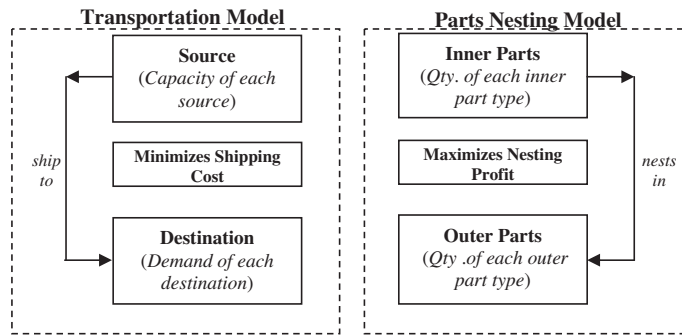 Transportation Model
Source
(Capacity of each
source)
ship
to
Minimizes Shipping
Cost
Destination
(Demand of each
destination)
Parts Nesting Model
Inner Parts
(Qty. of each inner
part type)
Maximizes Nesting
Profit
nests
in
Outer Parts
(Qty .of each outer
part type)